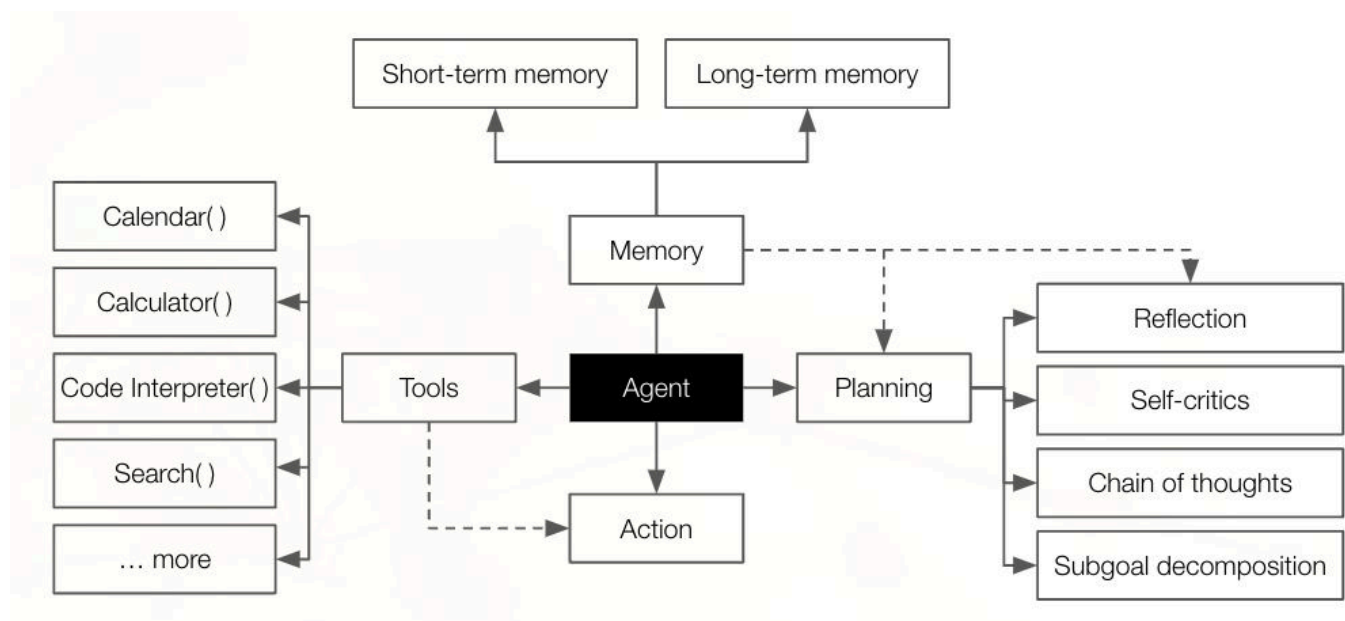 Short-term memory
Long-term memory
Calendar( )
Memory
Calculator( )
Reflection
Code Interpreter( )
Tools
Agent
Planning
Self-critics
Search( )
Chain of thoughts
Action
... more
Subgoal decomposition